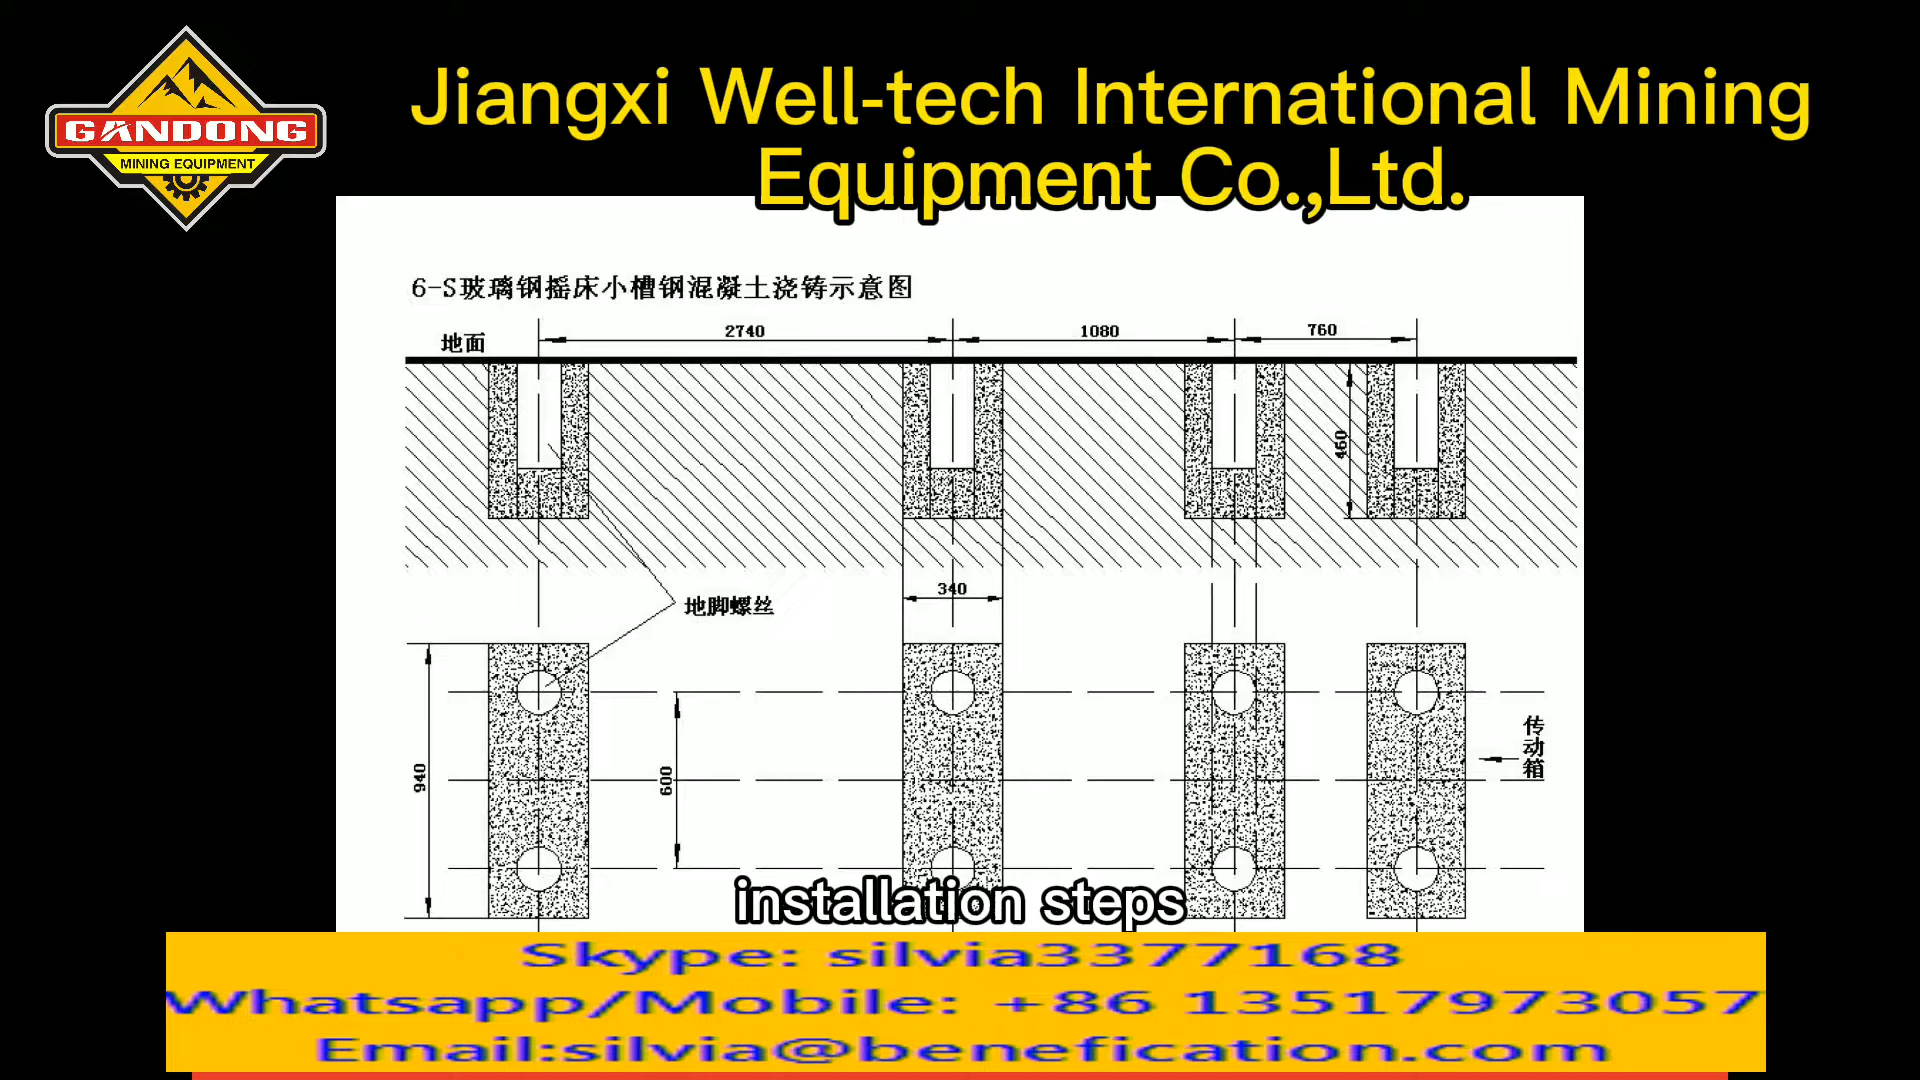 GANDONG
MINING EQUIPMENT
Jiangxi Well-tech International Mining
Equipment Co.,Ltd.
6-S玻璃钢摇床小槽钢混凝土浇铸示意图
地面
2740
1080
760
460
340
地脚螺丝
940
600
传动箱
installation steps
Skype: silvia3377168
Whatsapp/Mobile: +86 13517973057
Email:silvia@benefication.com